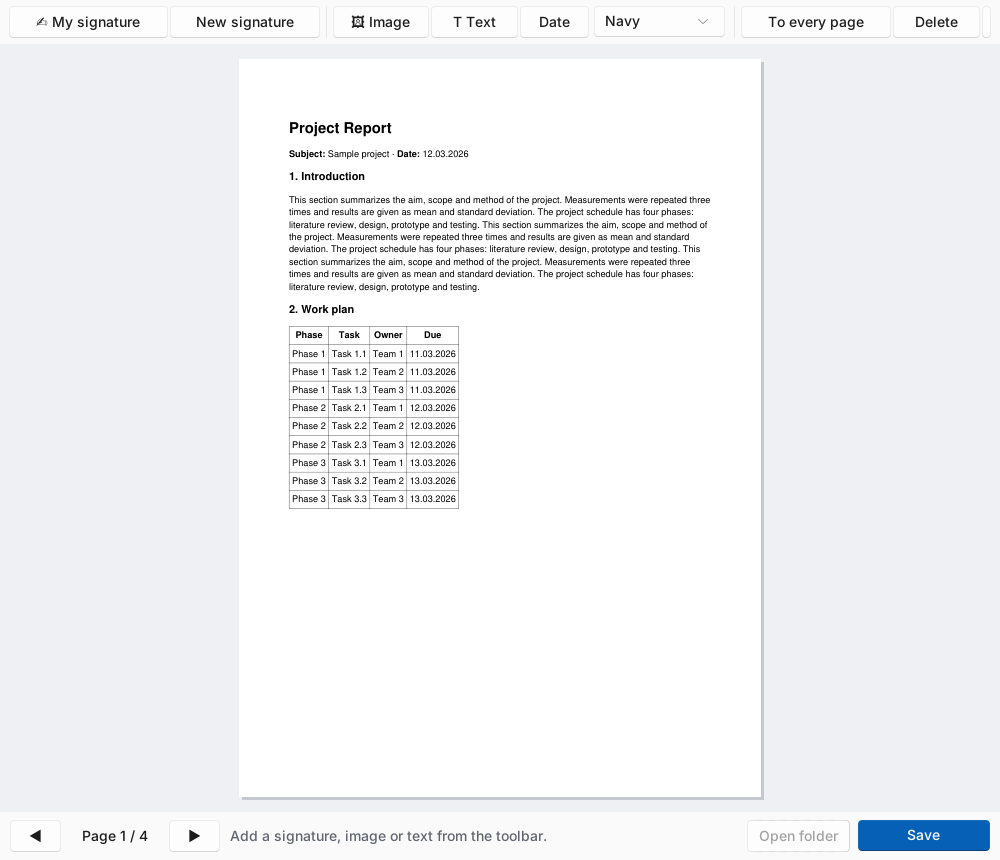 ✍ My signature New signature 🖼 Image T Text Date Navy To every page Delete
Project Report
Subject: Sample project · Date: 12.03.2026
1. Introduction
This section summarizes the aim, scope and method of the project. Measurements were repeated three
times and results are given as mean and standard deviation. The project schedule has four phases:
literature review, design, prototype and testing. This section summarizes the aim, scope and method of
the project. Measurements were repeated three times and results are given as mean and standard
deviation. The project schedule has four phases: literature review, design, prototype and testing. This
section summarizes the aim, scope and method of the project. Measurements were repeated three
times and results are given as mean and standard deviation. The project schedule has four phases:
literature review, design, prototype and testing.
2. Work plan
Phase Task Owner Due
Phase 1 Task 1.1 Team 1 11.03.2026
Phase 1 Task 1.2 Team 2 11.03.2026
Phase 1 Task 1.3 Team 3 11.03.2026
Phase 2 Task 2.1 Team 1 12.03.2026
Phase 2 Task 2.2 Team 2 12.03.2026
Phase 2 Task 2.3 Team 3 12.03.2026
Phase 3 Task 3.1 Team 1 13.03.2026
Phase 3 Task 3.2 Team 2 13.03.2026
Phase 3 Task 3.3 Team 3 13.03.2026
◀ Page 1 / 4 ▶ Add a signature, image or text from the toolbar. Open folder Save